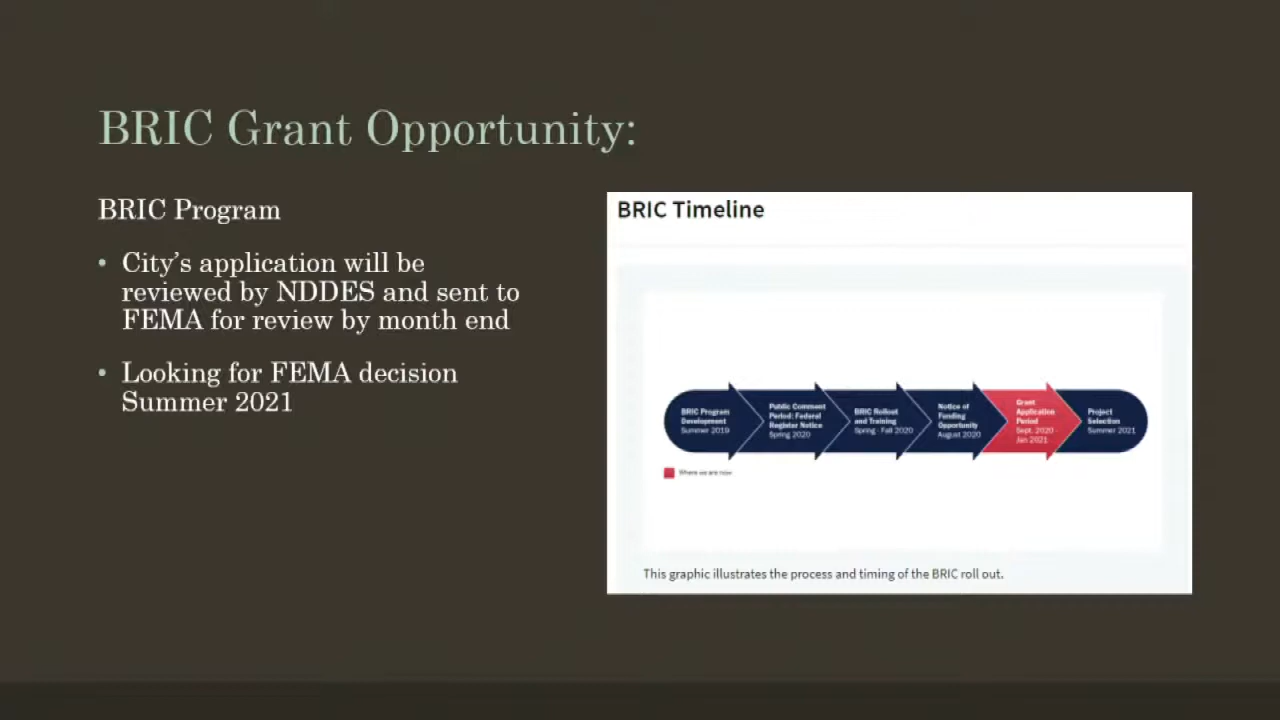 BRIC Grant Opportunity:
BRIC Program
• City’s application will be
reviewed by NDDES and sent to
FEMA for review by month end
• Looking for FEMA decision
Summer 2021
BRIC Timeline
BRIC Program
Development
Summer 2019
Public Comment
Period: Federal
Register Notice
Spring 2020
BRIC Rollout
and Training
Spring - Fall 2020
Notice of
Funding
Opportunity
August 2020
Grant
Application
Period
Sept. 2020 -
Jan 2021
Project
Selection
Summer 2021
Where we are now
This graphic illustrates the process and timing of the BRIC roll out.